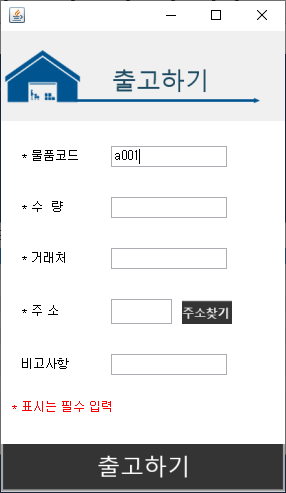 출고하기
* 물품코드 a001
* 수 량
* 거래처
* 주 소 주소찾기
비고사항
* 표시는 필수 입력
출고하기